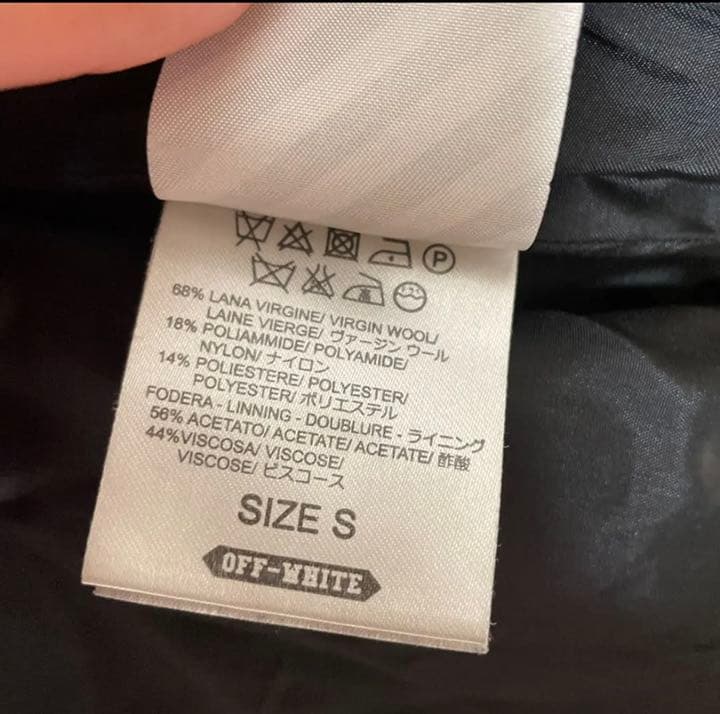 P
68% LANA VIRGINE/ VIRGIN WOOL/
LAINE VIERGE/ ヴァージン ウール
18% POLIAMMIDE/ POLYAMIDE/
NYLON/ ナイロン
14% POLIESTERE/ POLYESTER/
POLYESTER/ ポリエステル
FODERA - LINNING - DOUBLURE - ライニング
56% ACETATO/ ACETATE/ ACETATE/ 酢酸
44%VISCOSA/ VISCOSE/
VISCOSE/ ビスコース
SIZE S
OFF-WHITE